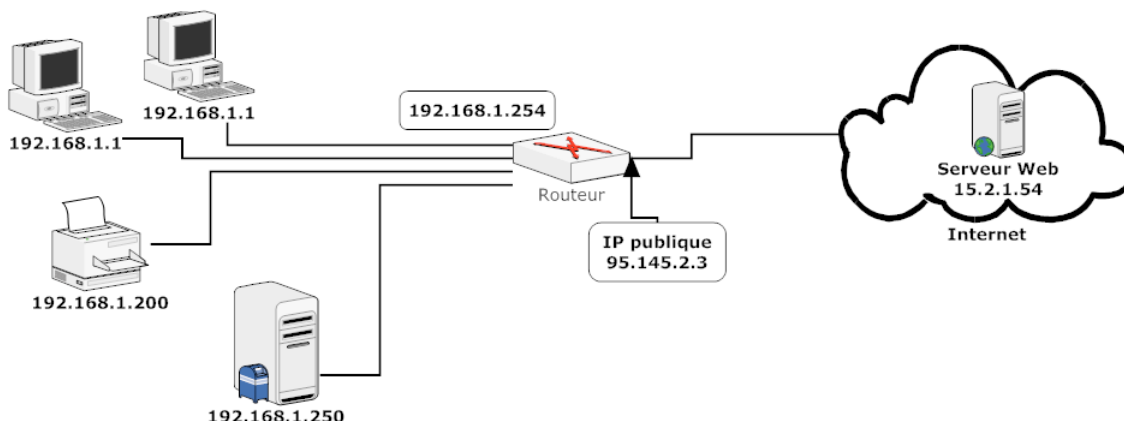 192.168.1.1
192.168.1.1
192.168.1.254
Routeur
Serveur Web
15.2.1.54
Internet
IP publique
95.145.2.3
192.168.1.200
192.168.1.250